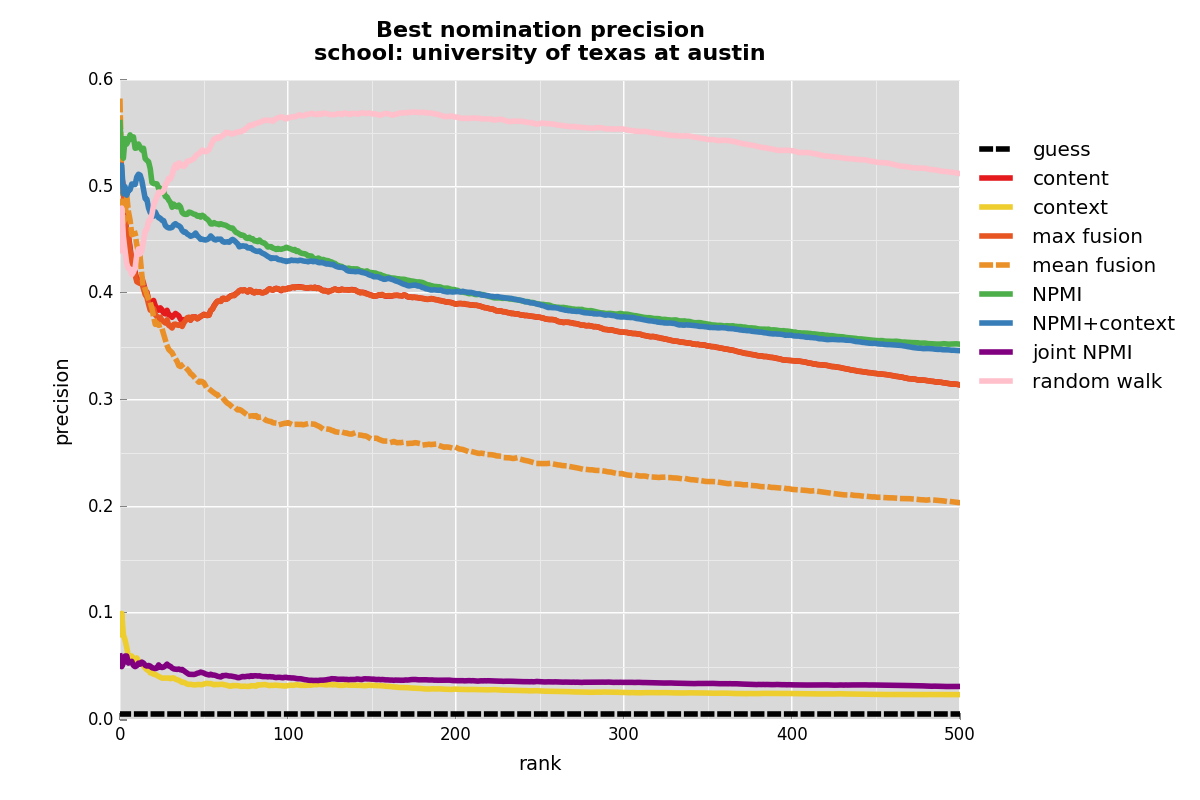 Best nomination precision
school: university of texas at austin
0.6
0.5
0.4
0.3
0.2
0.1
0.0
precision
0
100
200
300
400
500
rank
guess
content
context
max fusion
mean fusion
NPMI
NPMI+context
joint NPMI
random walk